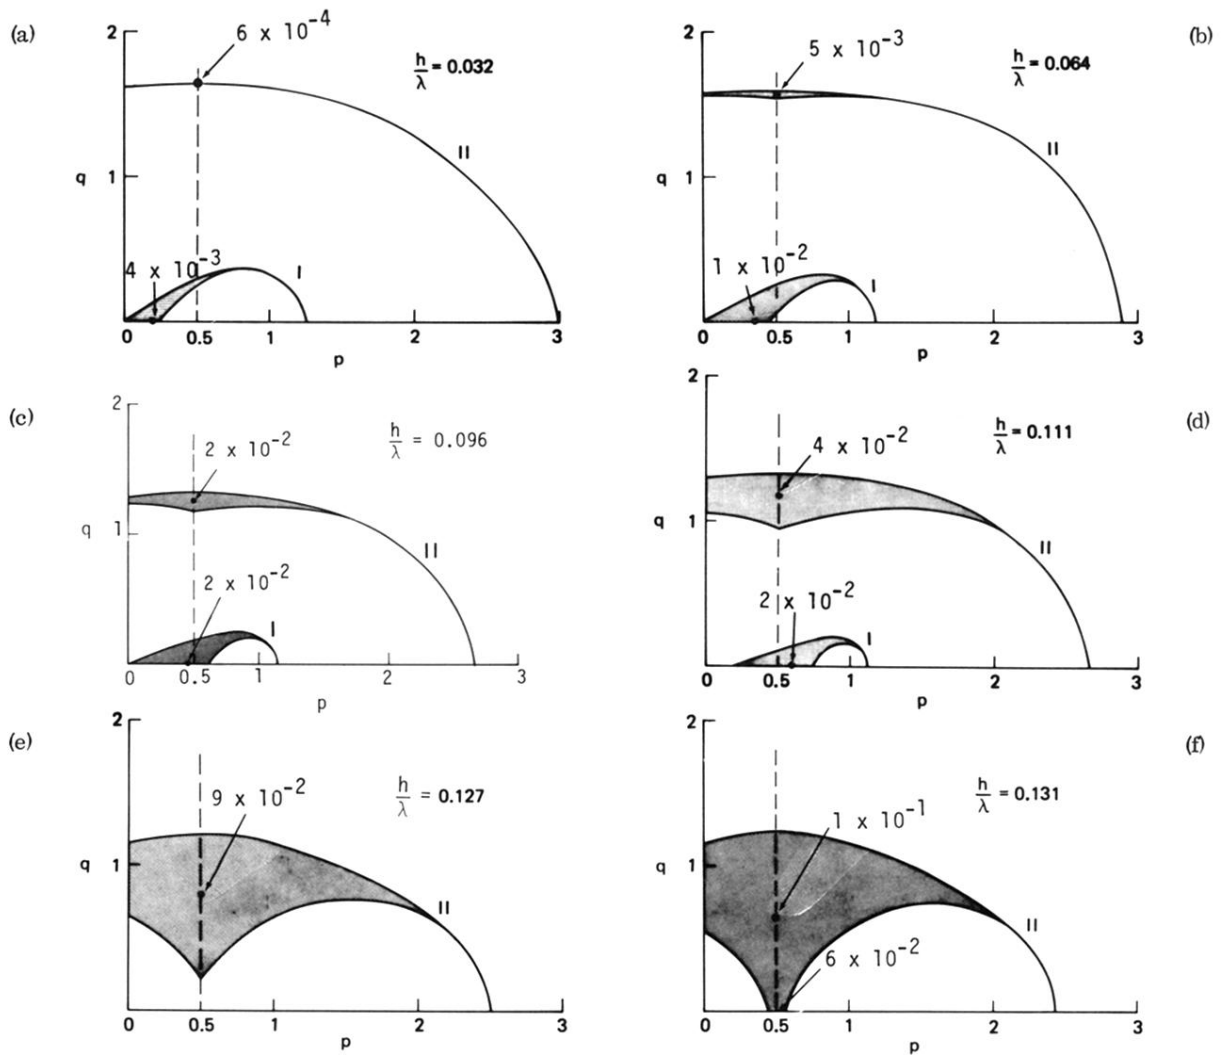 (a)
2
6 x 10-4
h/λ = 0.032
II
q
1
4 x 10-3
I
0
0.5
1
2
3
p
(b)
2
5 x 10-3
h/λ = 0.064
II
q
1
1 x 10-2
I
0
0.5
1
2
3
p
(c)
2
2 x 10-2
h/λ = 0.096
q
1
II
2 x 10-2
I
0
0.5
1
2
3
p
(d)
2
4 x 10-2
h/λ = 0.111
q
1
II
2 x 10-2
I
0
0.5
1
2
3
p
(e)
2
9 x 10-2
h/λ = 0.127
q
1
II
0
0.5
1
2
3
p
(f)
2
1 x 10-1
h/λ = 0.131
q
1
II
6 x 10-2
0
0.5
1
2
3
p